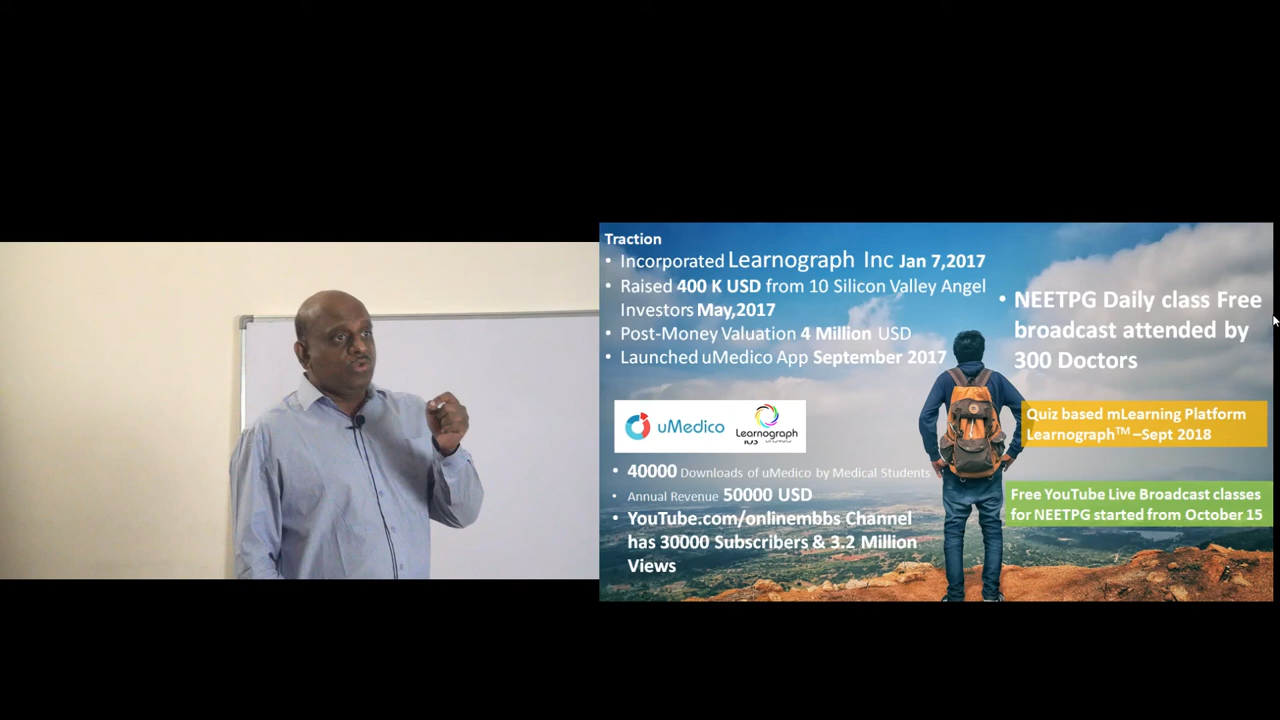 Traction
• Incorporated Learnograph Inc Jan 7,2017
• Raised 400 K USD from 10 Silicon Valley Angel
Investors May,2017
• Post-Money Valuation 4 Million USD
• Launched uMedico App September 2017
uMedico
Learnograph
• 40000 Downloads of uMedico by Medical Students
• Annual Revenue 50000 USD
• YouTube.com/onlinembbs Channel
has 30000 Subscribers & 3.2 Million
Views
• NEETPG Daily class Free
broadcast attended by
300 Doctors
Quiz based mLearning Platform
Learnograph™ –Sept 2018
Free YouTube Live Broadcast classes
for NEETPG started from October 15